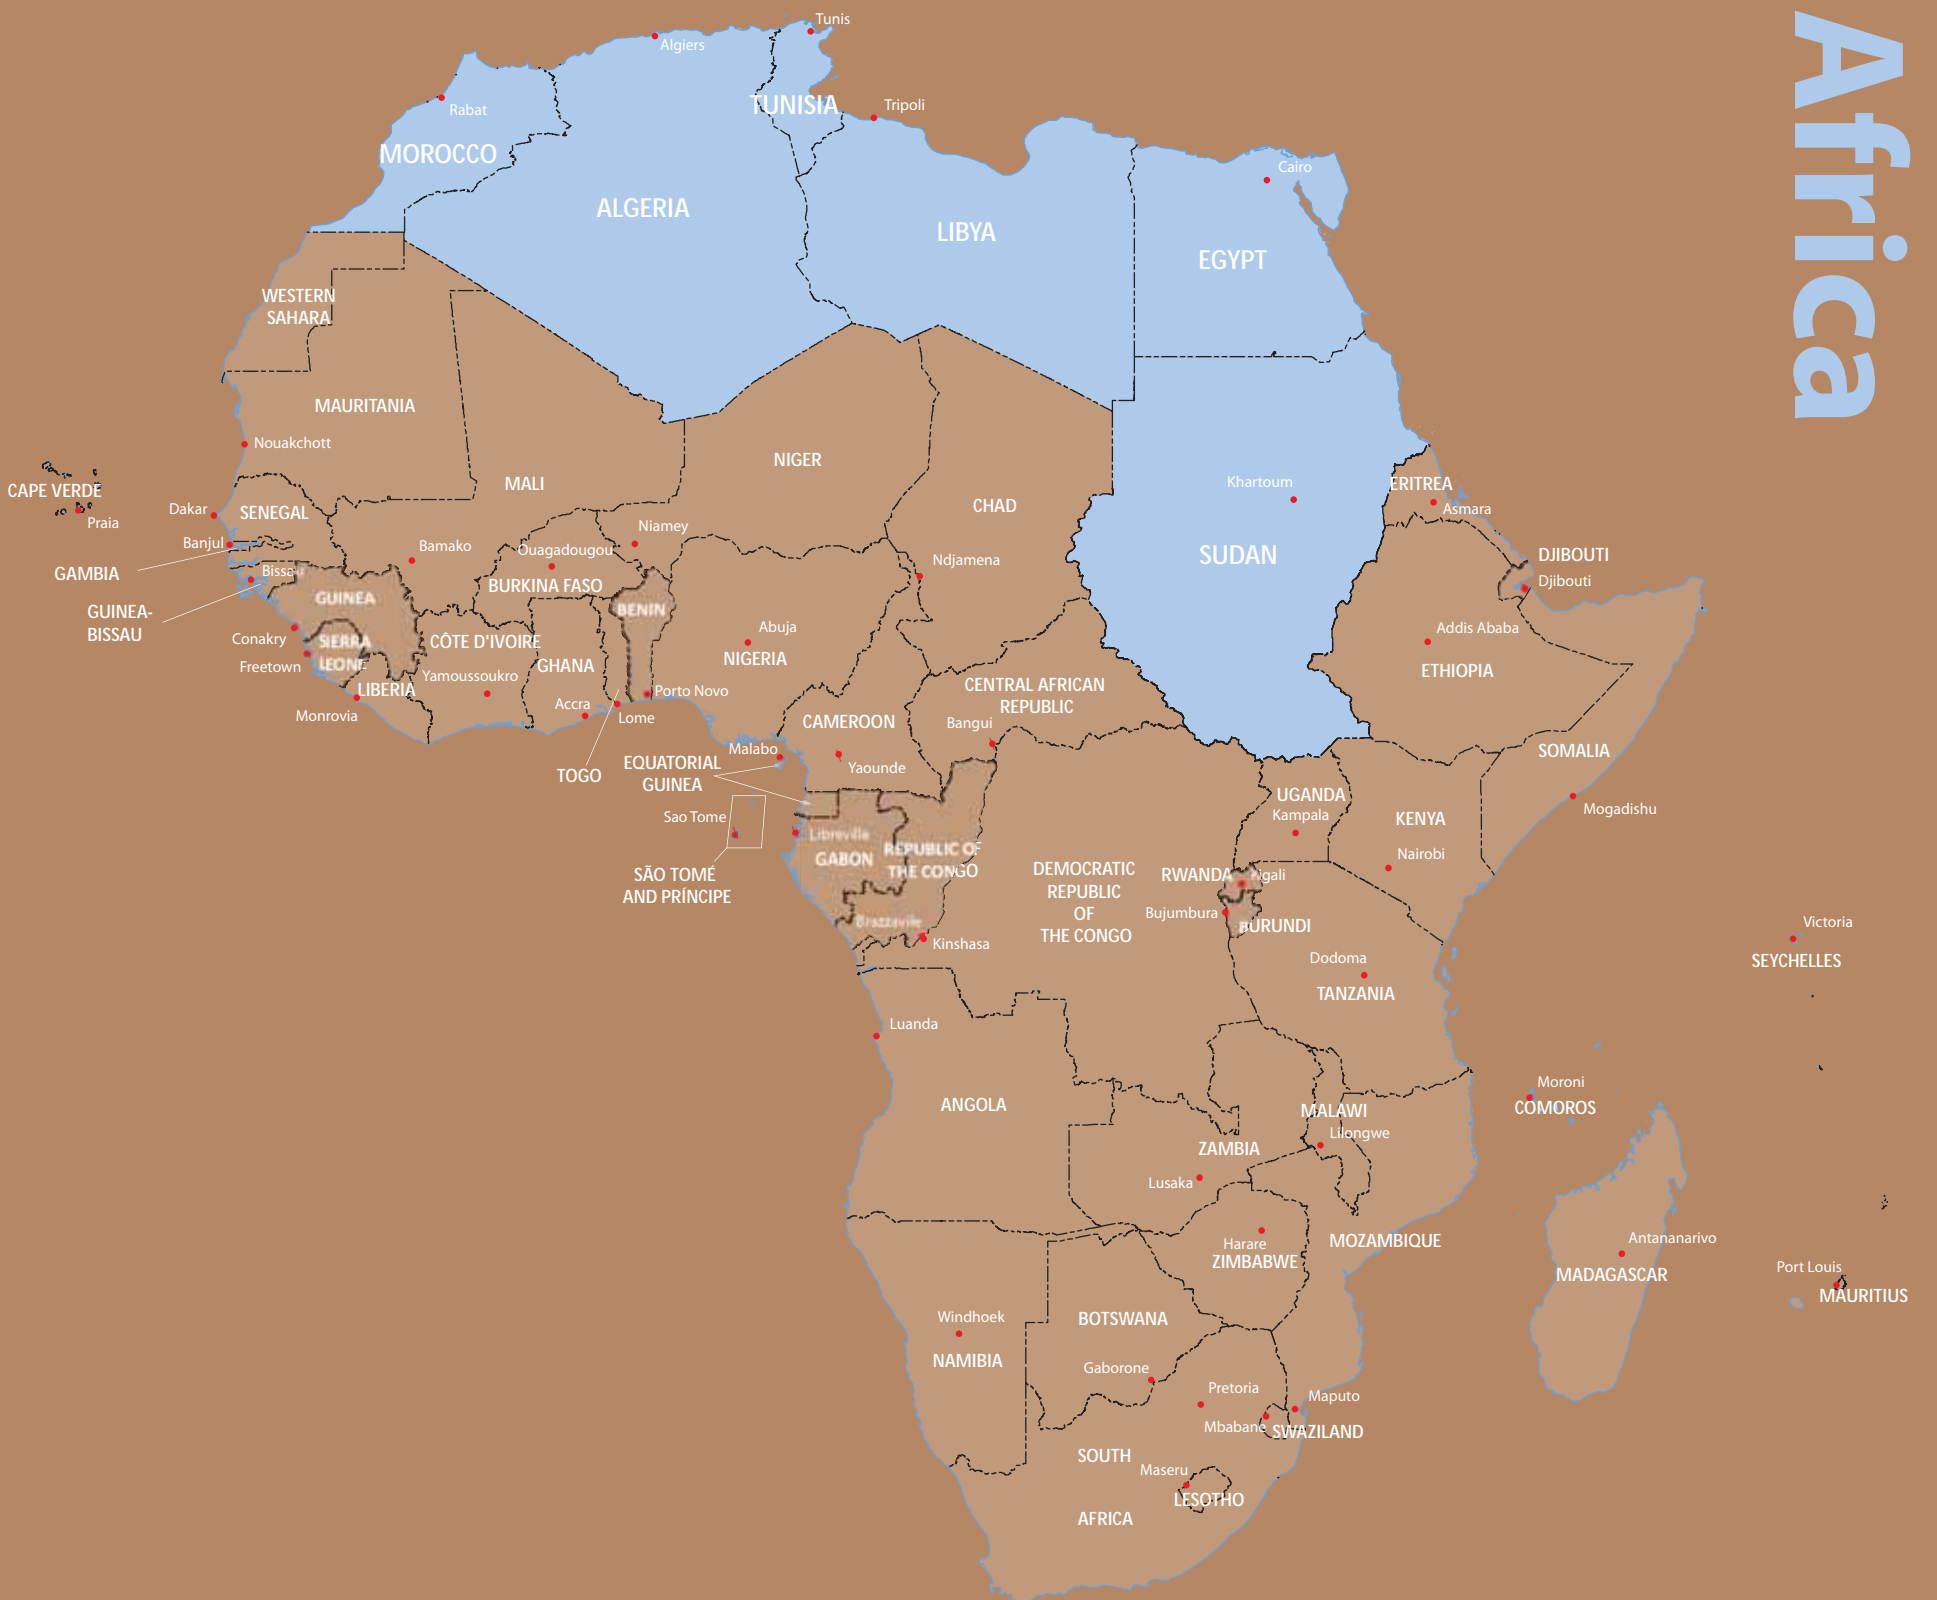 Africa
Tunis
Algiers
TUNISIA
Tripoli
Rabat
MOROCCO
Cairo
ALGERIA
LIBYA
EGYPT
WESTERN
SAHARA
MAURITANIA
Nouakchott
NIGER
MALI
CHAD
Khartoum
ERITREA
Asmara
CAPE VERDE
Praia
Dakar
SENEGAL
Banjul
Bamako
Niamey
Ouagadougou
Ndjamena
SUDAN
DJIBOUTI
Djibouti
GAMBIA
Bissau
BURKINA FASO
GUINEA-
BISSAU
GUINEA
BENIN
Conakry
SIERRA
LEONE
Freetown
CÔTE D'IVOIRE
GHANA
Abuja
NIGERIA
Addis Ababa
ETHIOPIA
Yamoussoukro
LIBERIA
Monrovia
Accra
Lome
Porto Novo
CENTRAL AFRICAN
REPUBLIC
Bangui
CAMEROON
Yaounde
Malabo
TOGO
EQUATORIAL
GUINEA
SOMALIA
Mogadishu
UGANDA
Kampala
KENYA
Nairobi
Sao Tome
Libreville
GABON
REPUBLIC OF
THE CONGO
SÃO TOMÉ
AND PRÍNCIPE
DEMOCRATIC
REPUBLIC
OF
THE CONGO
RWANDA
Kigali
Bujumbura
BURUNDI
Brazzaville
Kinshasa
Dodoma
TANZANIA
Victoria
SEYCHELLES
Luanda
ANGOLA
Moroni
COMOROS
MALAWI
Lilongwe
ZAMBIA
Lusaka
Harare
ZIMBABWE
MOZAMBIQUE
Antananarivo
MADAGASCAR
Port Louis
MAURITIUS
Windhoek
NAMIBIA
BOTSWANA
Gaborone
Pretoria
Maputo
Mbabane
SWAZILAND
SOUTH
AFRICA
Maseru
LESOTHO